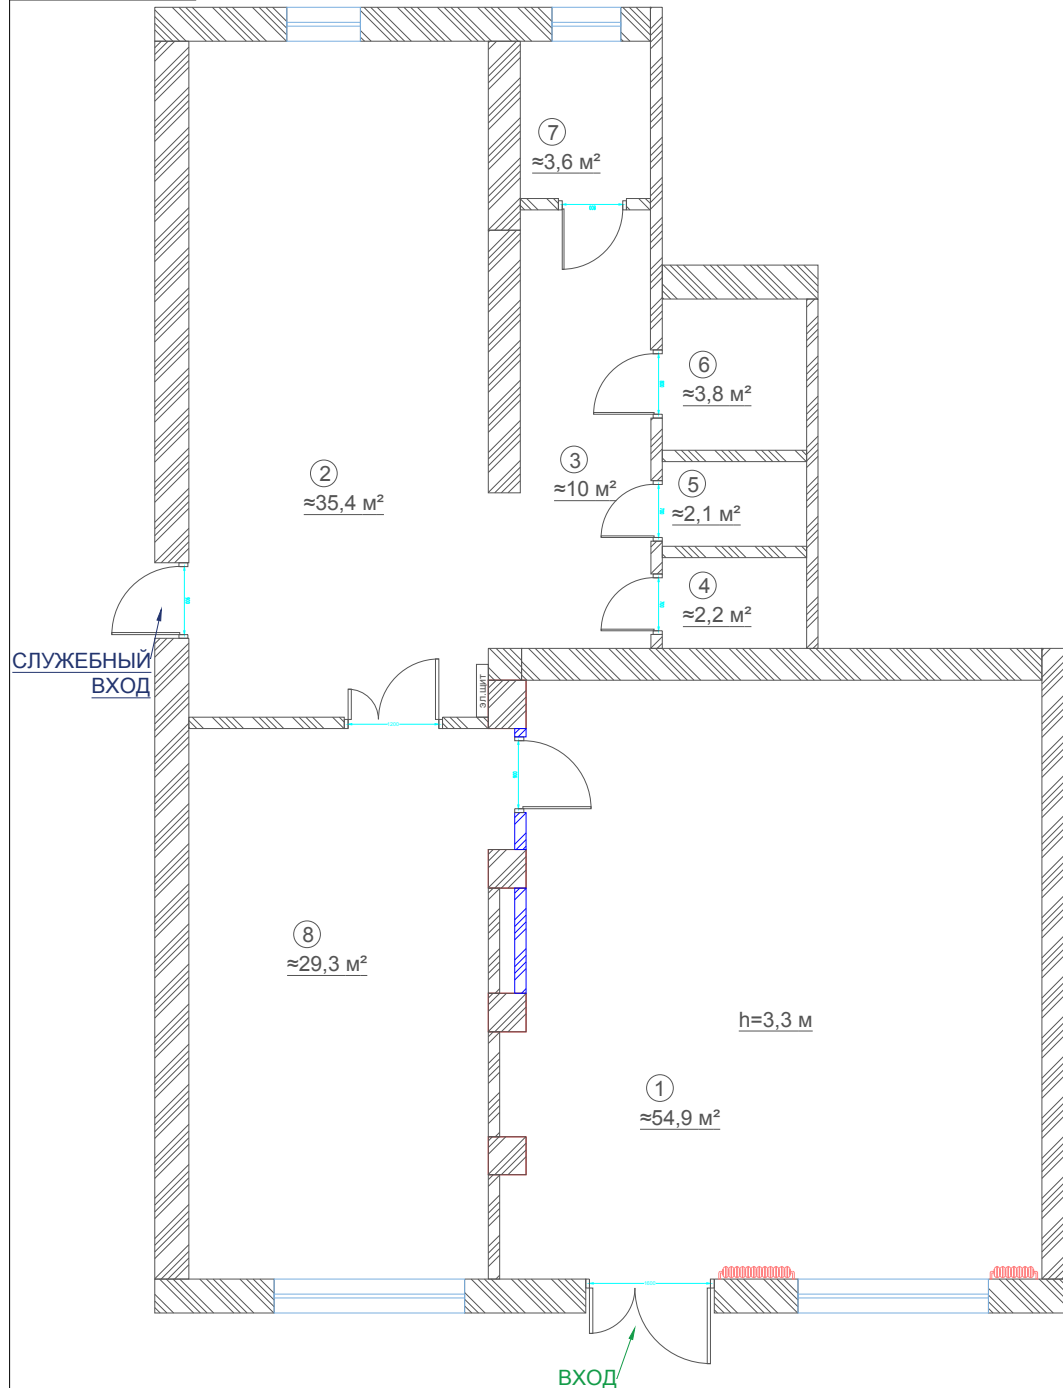 7
≈3,6 м²
6
≈3,8 м²
3
≈10 м²
2
≈35,4 м²
5
≈2,1 м²
4
≈2,2 м²
СЛУЖЕБНЫЙ
ВХОД
ЭЛ.ЩИТ
8
≈29,3 м²
h=3,3 м
1
≈54,9 м²
ВХОД